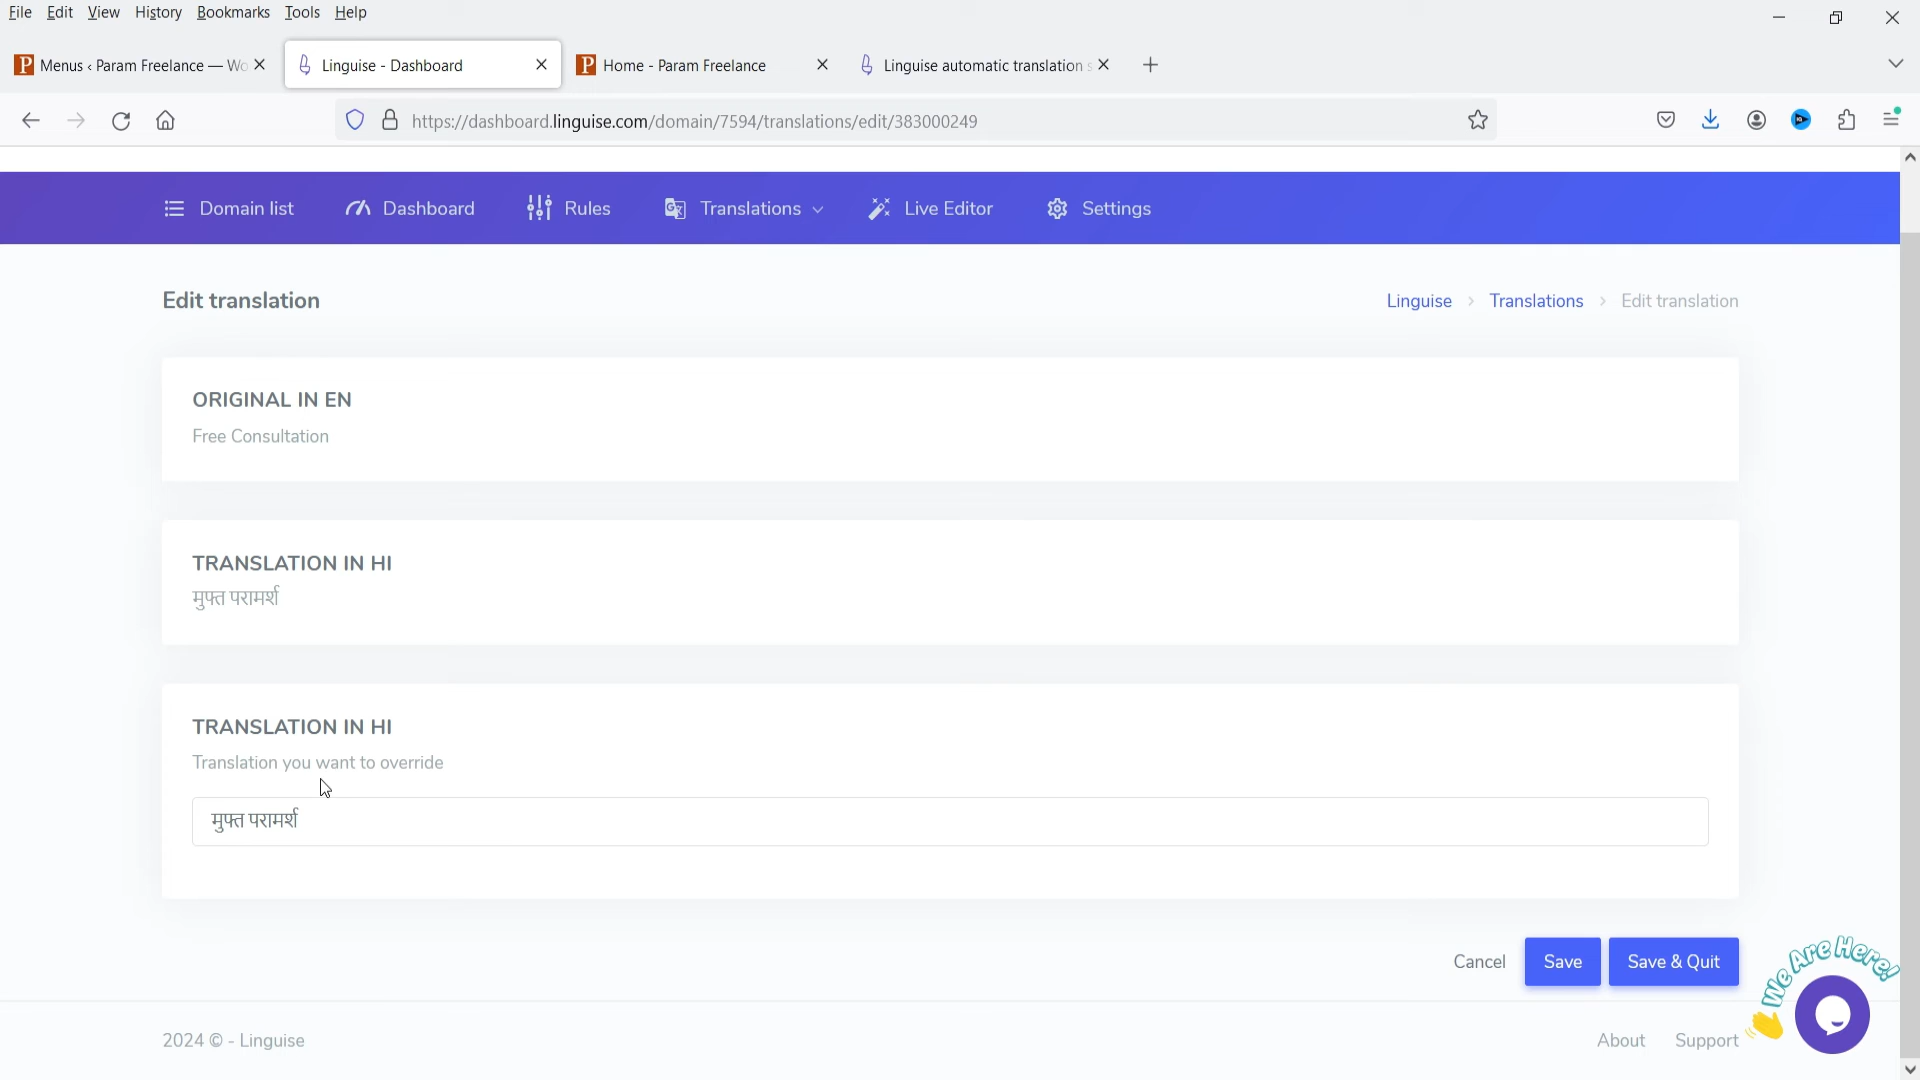 File Edit View History Bookmarks Tools Help
Menus ‹ Param Freelance — Wo
Linguise - Dashboard
Home - Param Freelance
Linguise automatic translation s
https://dashboard.linguise.com/domain/7594/translations/edit/383000249
Domain list
Dashboard
Rules
Translations
Live Editor
Settings
Edit translation
Linguise > Translations > Edit translation
ORIGINAL IN EN
Free Consultation
TRANSLATION IN HI
मुफ्त परामर्श
TRANSLATION IN HI
Translation you want to override
मुफ्त परामर्श
Cancel
Save
Save & Quit
We Are Here!
2024 © - Linguise
About
Support